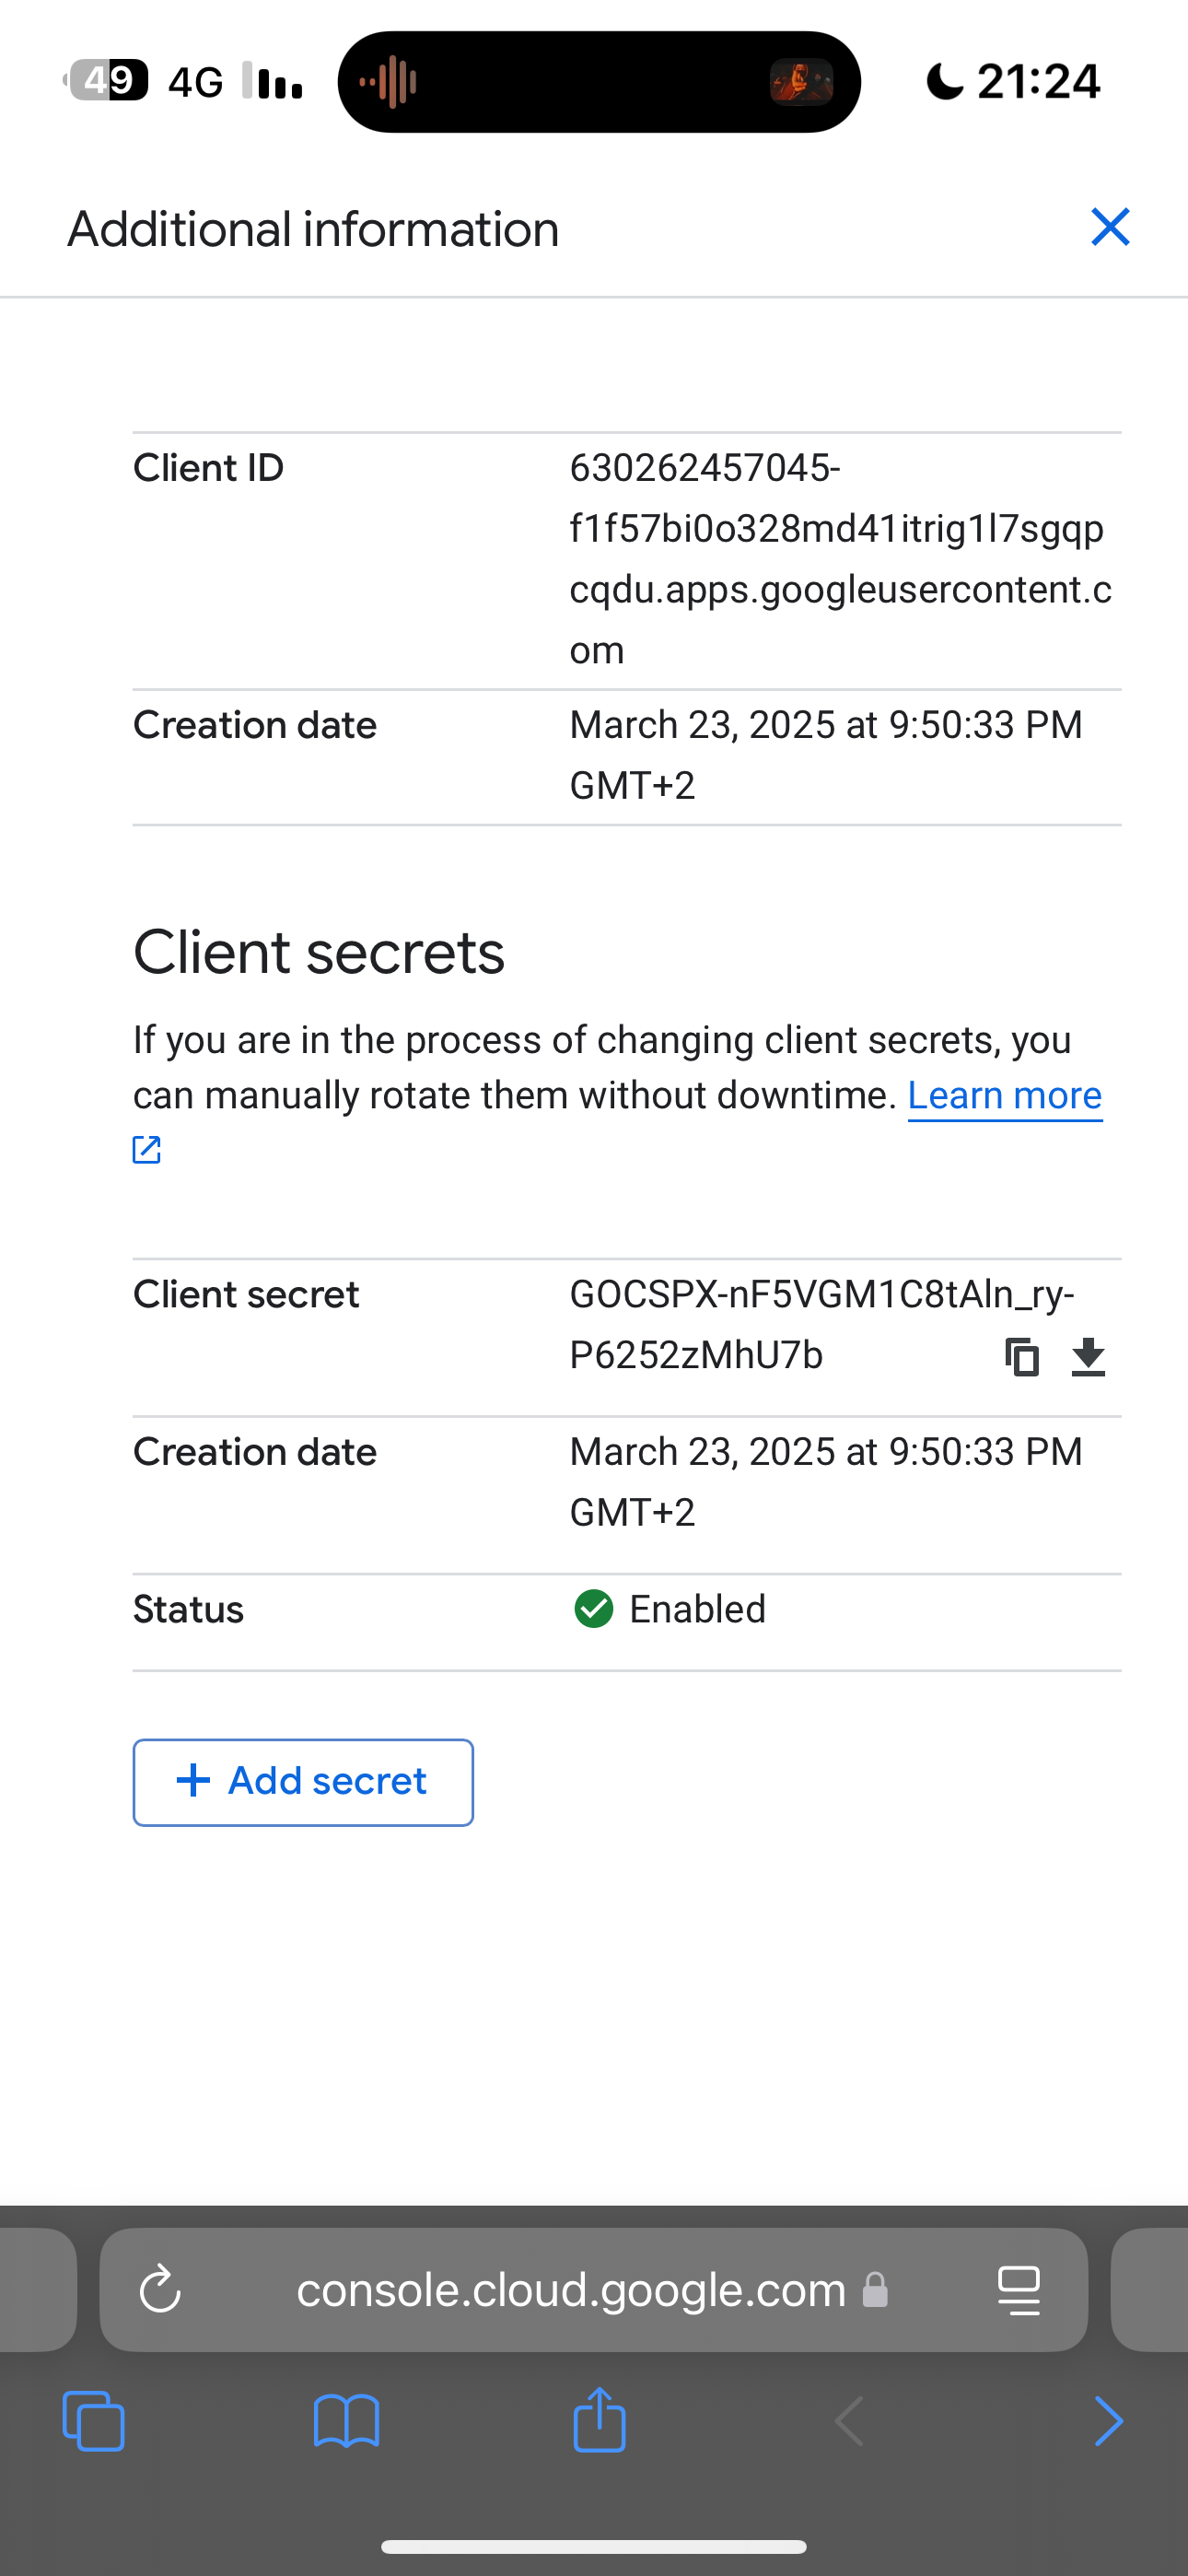 49 4G 21:24
Additional information
Client ID 630262457045-
f1f57bi0o328md41itrig1l7sgqp
cqdu.apps.googleusercontent.c
om
Creation date March 23, 2025 at 9:50:33 PM
GMT+2
Client secrets
If you are in the process of changing client secrets, you
can manually rotate them without downtime. Learn more
Client secret GOCSPX-nF5VGM1C8tAln_ry-
P6252zMhU7b
Creation date March 23, 2025 at 9:50:33 PM
GMT+2
Status Enabled
+ Add secret
console.cloud.google.com